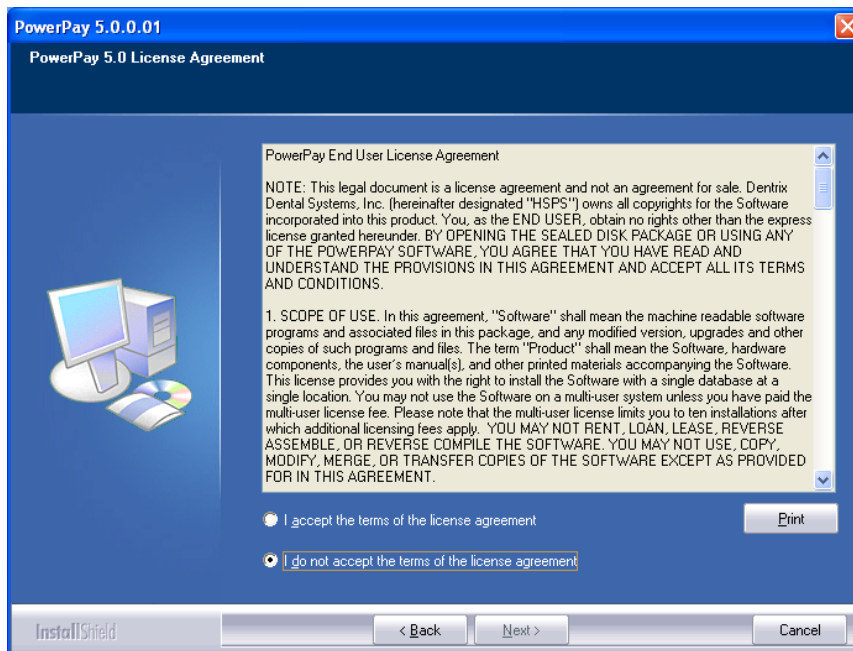 PowerPay 5.0.0.01
PowerPay 5.0 License Agreement
PowerPay End User License Agreement
NOTE: This legal document is a license agreement and not an agreement for sale. Dentrix
Dental Systems, Inc. (hereinafter designated "HSPS") owns all copyrights for the Software
incorporated into this product. You, as the END USER, obtain no rights other than the express
license granted hereunder. BY OPENING THE SEALED DISK PACKAGE OR USING ANY
OF THE POWERPAY SOFTWARE, YOU AGREE THAT YOU HAVE READ AND
UNDERSTAND THE PROVISIONS IN THIS AGREEMENT AND ACCEPT ALL ITS TERMS
AND CONDITIONS.
1. SCOPE OF USE. In this agreement, "Software" shall mean the machine readable software
programs and associated files in this package, and any modified version, upgrades and other
copies of such programs and files. The term "Product" shall mean the Software, hardware
components, the user's manual(s), and other printed materials accompanying the Software.
This license provides you with the right to install the Software with a single database at a
single location. You may not use the Software on a multi-user system unless you have paid the
multi-user license fee. Please note that the multi-user license limits you to ten installations after
which additional licensing fees apply. YOU MAY NOT RENT, LOAN, LEASE, REVERSE
ASSEMBLE, OR REVERSE COMPILE THE SOFTWARE. YOU MAY NOT USE, COPY,
MODIFY, MERGE, OR TRANSFER COPIES OF THE SOFTWARE EXCEPT AS PROVIDED
FOR IN THIS AGREEMENT.
I accept the terms of the license agreement
Print
I do not accept the terms of the license agreement
InstallShield
< Back
Next >
Cancel